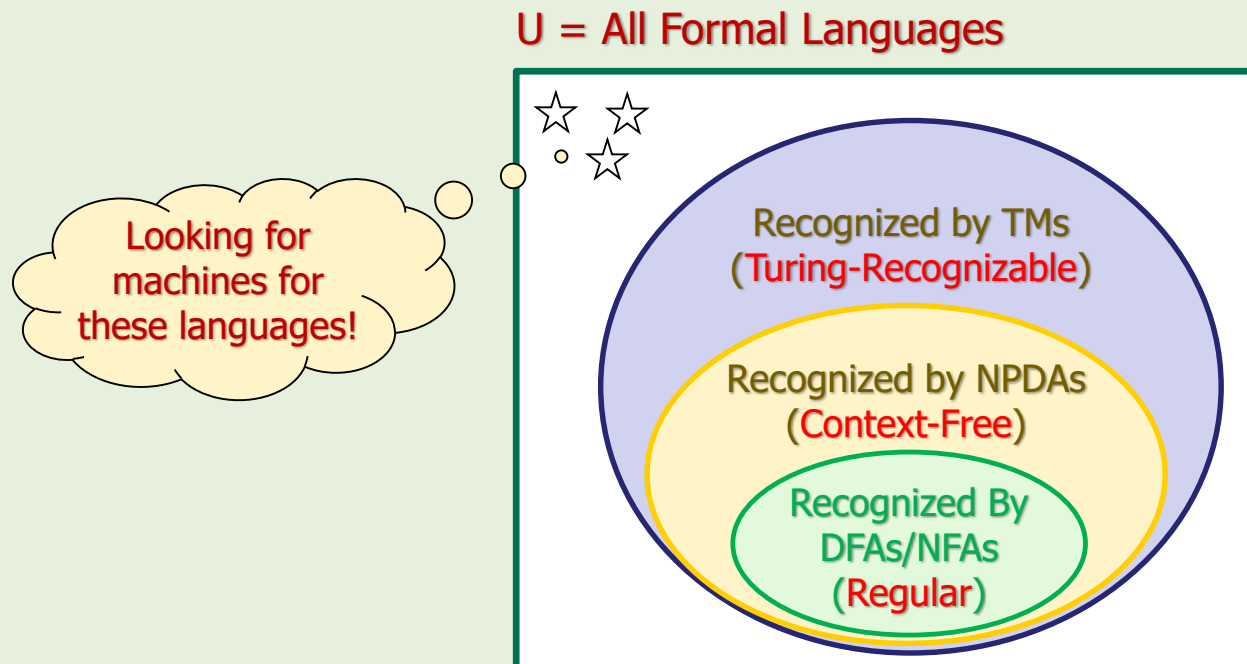 U = All Formal Languages
Looking for
machines for
these languages!
Recognized by TMs
(Turing-Recognizable)
Recognized by NPDAs
(Context-Free)
Recognized By
DFAs/NFAs
(Regular)